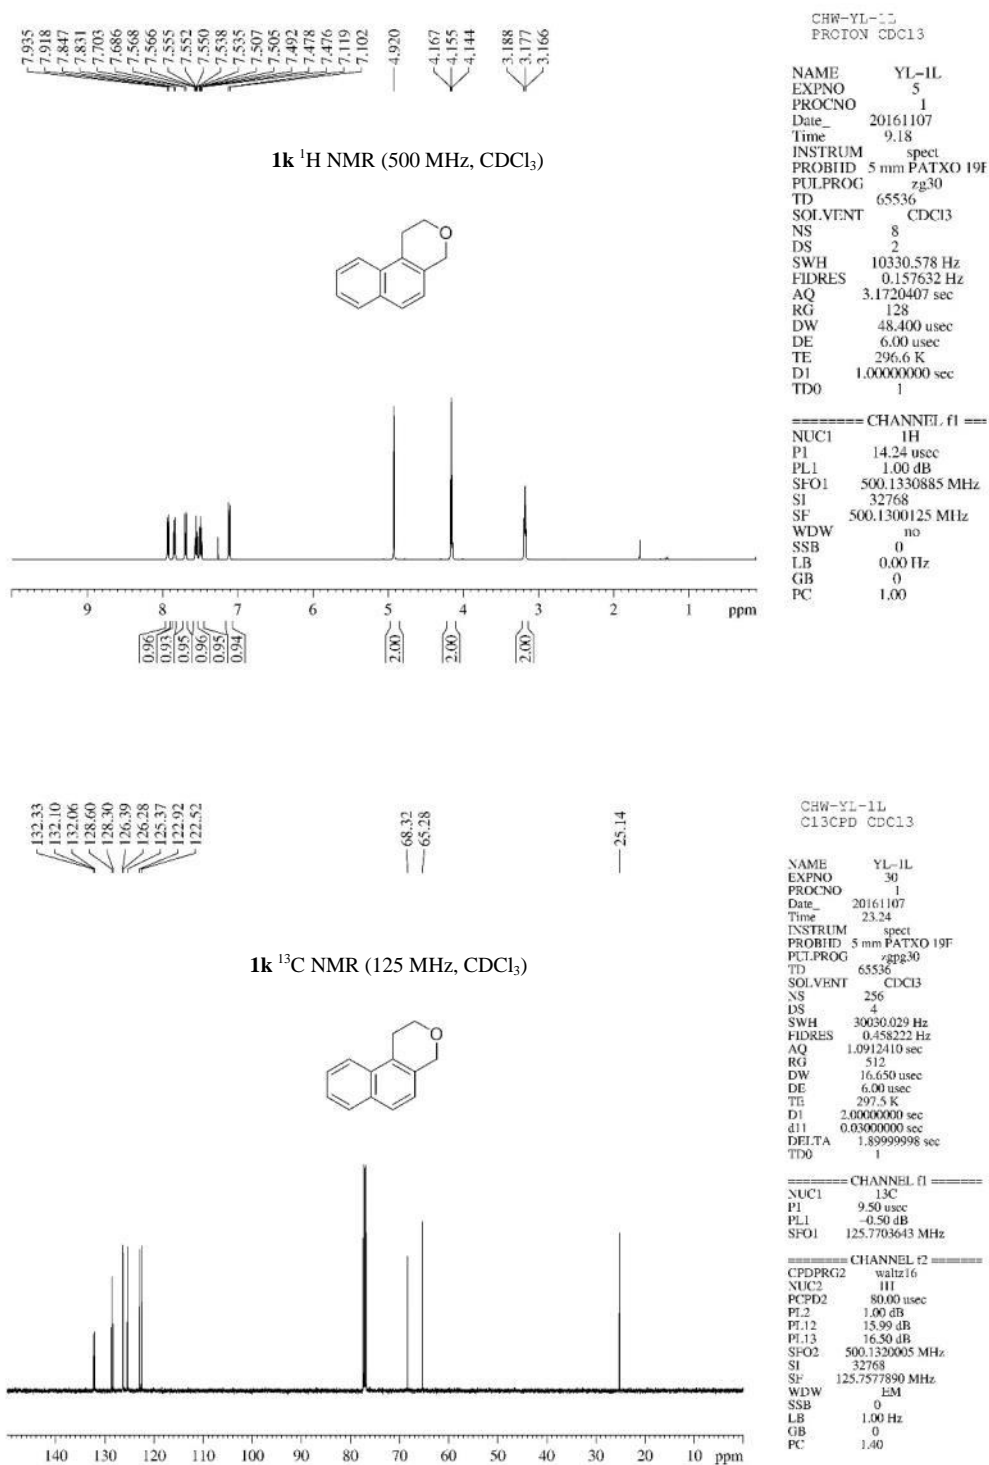 7.935
7.918
7.847
7.831
7.703
7.686
7.568
7.566
7.555
7.552
7.550
7.538
7.535
7.507
7.505
7.492
7.478
7.476
7.119
7.102
4.920
4.167
4.155
4.144
3.188
3.177
3.166
1k ¹H NMR (500 MHz, CDCl₃)
O
9 8 7 6 5 4 3 2 1 ppm
0.96
0.93
0.95
0.96
0.95
0.94
2.00
2.00
2.00
CHW-YL-1L
PROTON CDCl3
NAME YL-1L
EXPNO 5
PROCNO 1
Date_ 20161107
Time 9.18
INSTRUM spect
PROBHD 5 mm PATXO 19F
PULPROG zg30
TD 65536
SOLVENT CDCl3
NS 8
DS 2
SWH 10330.578 Hz
FIDRES 0.157632 Hz
AQ 3.1720407 sec
RG 128
DW 48.400 usec
DE 6.00 usec
TE 296.6 K
D1 1.00000000 sec
TD0 1
======== CHANNEL f1 ===
NUC1 1H
P1 14.24 usec
PL1 1.00 dB
SFO1 500.1330885 MHz
SI 32768
SF 500.1300125 MHz
WDW no
SSB 0
LB 0.00 Hz
GB 0
PC 1.00
132.33
132.10
132.06
128.60
128.30
126.39
126.28
125.37
122.92
122.52
68.32
65.28
25.14
1k ¹³C NMR (125 MHz, CDCl₃)
O
140 130 120 110 100 90 80 70 60 50 40 30 20 10 ppm
CHW-YL-1L
C13CPD CDCl3
NAME YL-1L
EXPNO 30
PROCNO 1
Date_ 20161107
Time 23.24
INSTRUM spect
PROBHD 5 mm PATXO 19F
PULPROG zgpg30
TD 65536
SOLVENT CDCl3
NS 256
DS 4
SWH 30030.029 Hz
FIDRES 0.458222 Hz
AQ 1.0912410 sec
RG 512
DW 16.650 usec
DE 6.00 usec
TE 297.5 K
D1 2.00000000 sec
d11 0.03000000 sec
DELTA 1.89999998 sec
TD0 1
======== CHANNEL f1 =======
NUC1 13C
P1 9.50 usec
PL1 -0.50 dB
SFO1 125.7703643 MHz
======== CHANNEL f2 =======
CPDPRG2 waltz16
NUC2 1H
PCPD2 80.00 usec
PL2 1.00 dB
PL12 15.99 dB
PL13 16.50 dB
SFO2 500.1320005 MHz
SI 32768
SF 125.7577890 MHz
WDW EM
SSB 0
LB 1.00 Hz
GB 0
PC 1.40